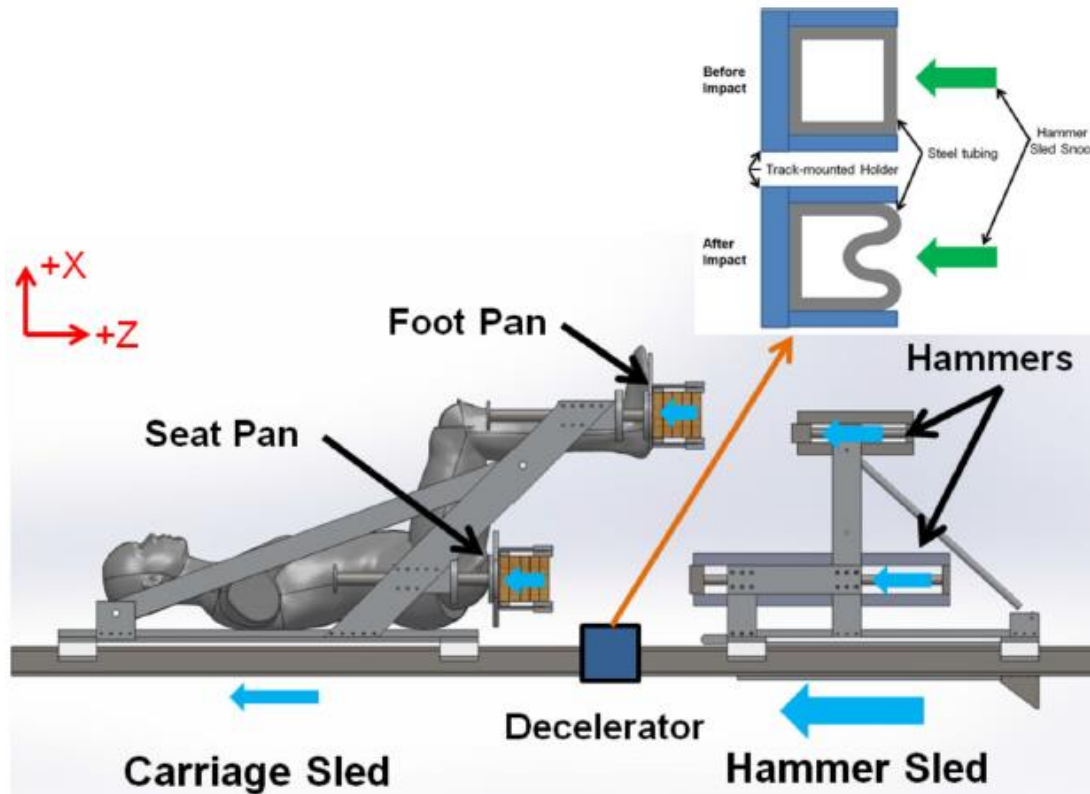 Before
Impact
Hammer
Sled Snoo
Steel tubing
Track-mounted Holder
After
Impact
+X
+Z
Foot Pan
Hammers
Seat Pan
Decelerator
Carriage Sled
Hammer Sled